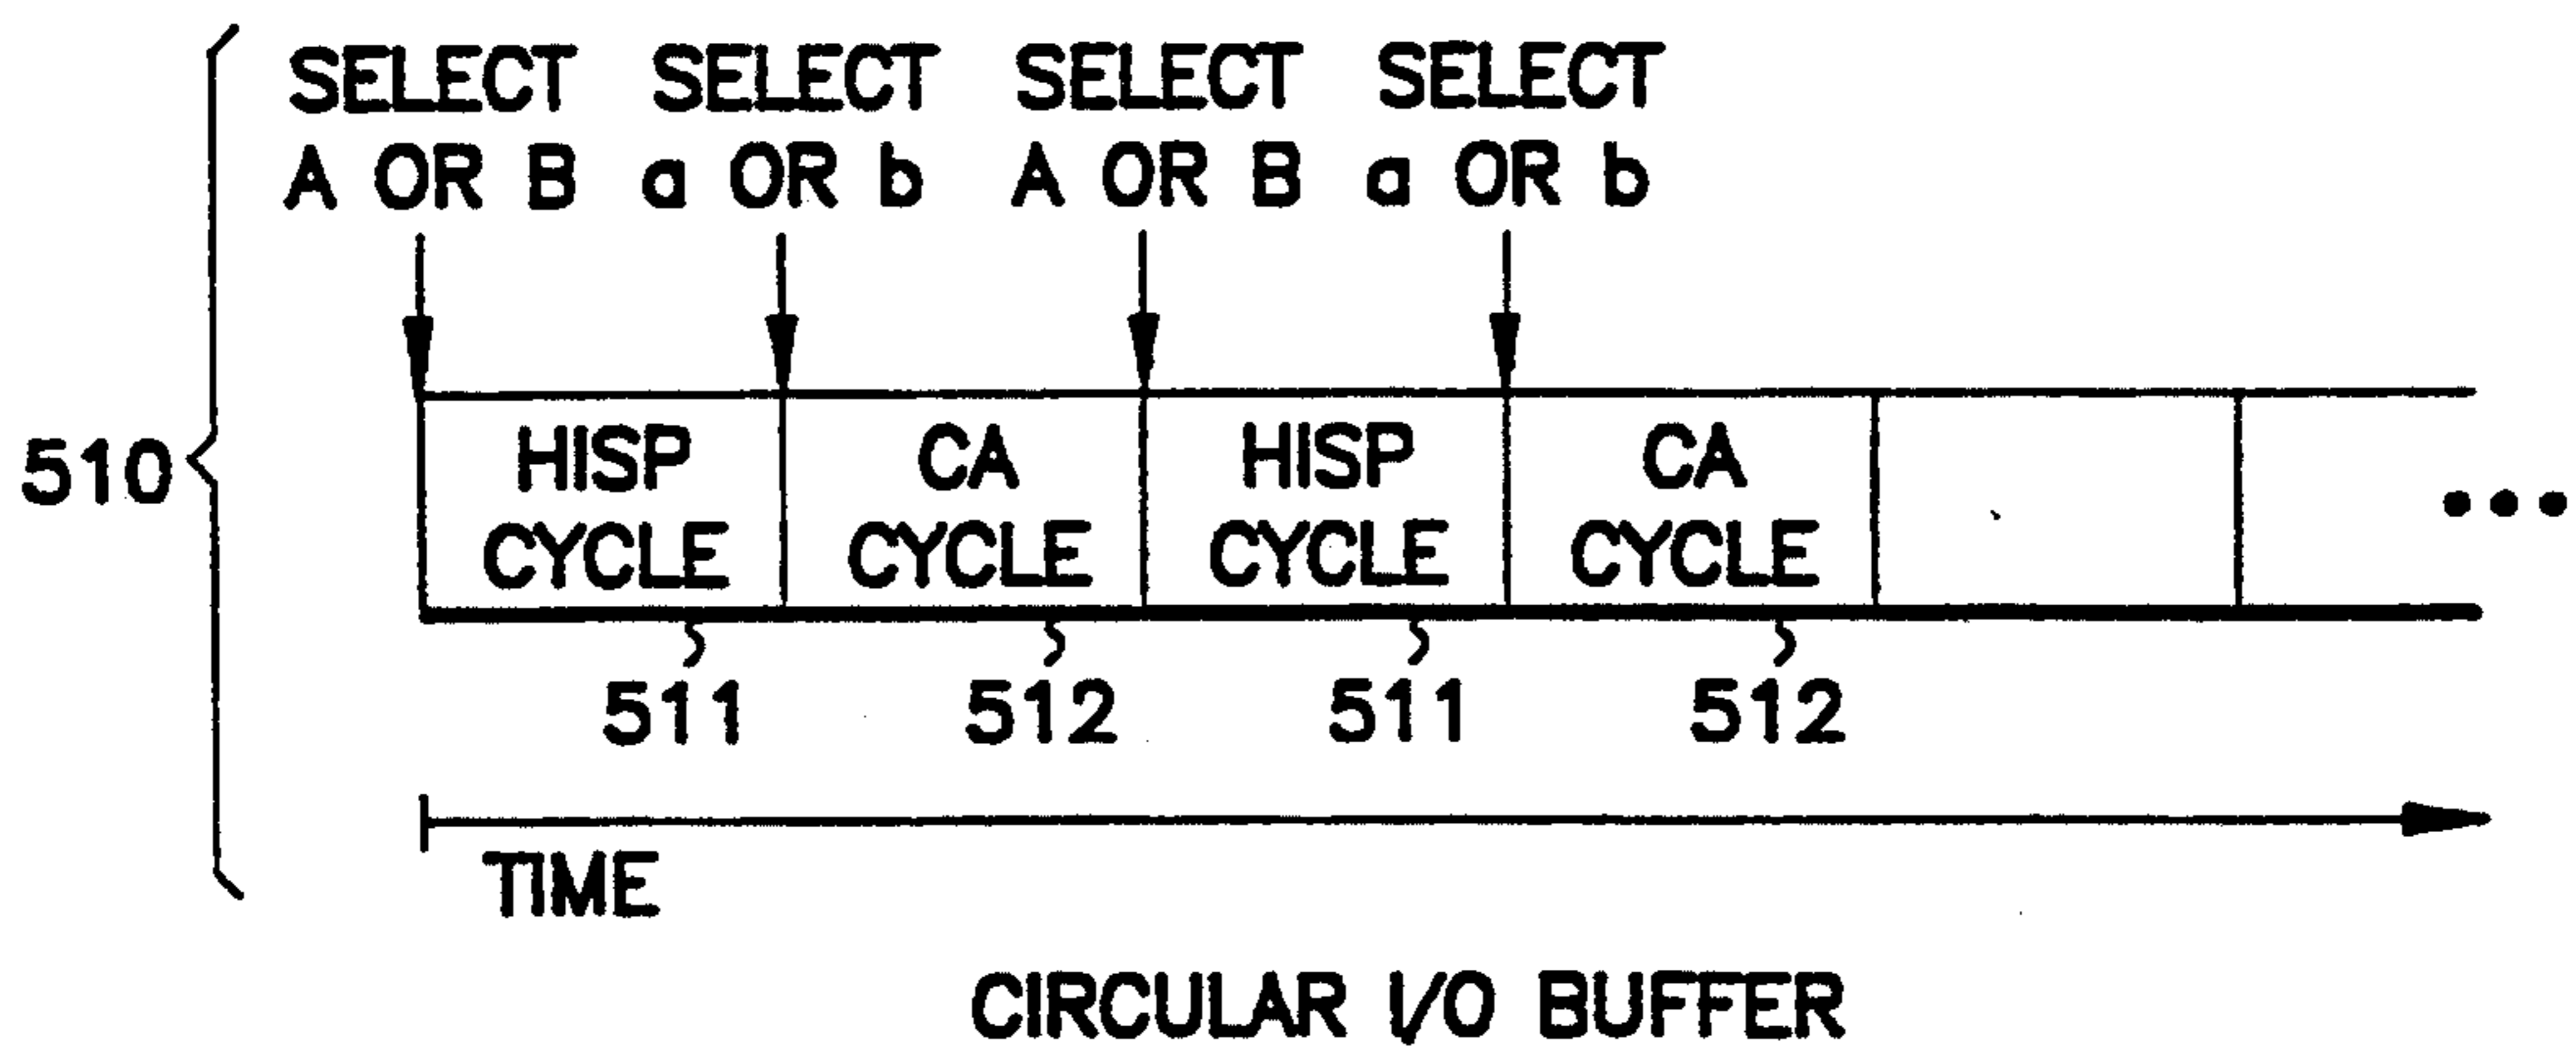 SELECT SELECT SELECT SELECT
A OR B a OR b A OR B a OR b
510
HISP CA HISP CA
CYCLE CYCLE CYCLE CYCLE
511 512 511 512
TIME
CIRCULAR I/O BUFFER